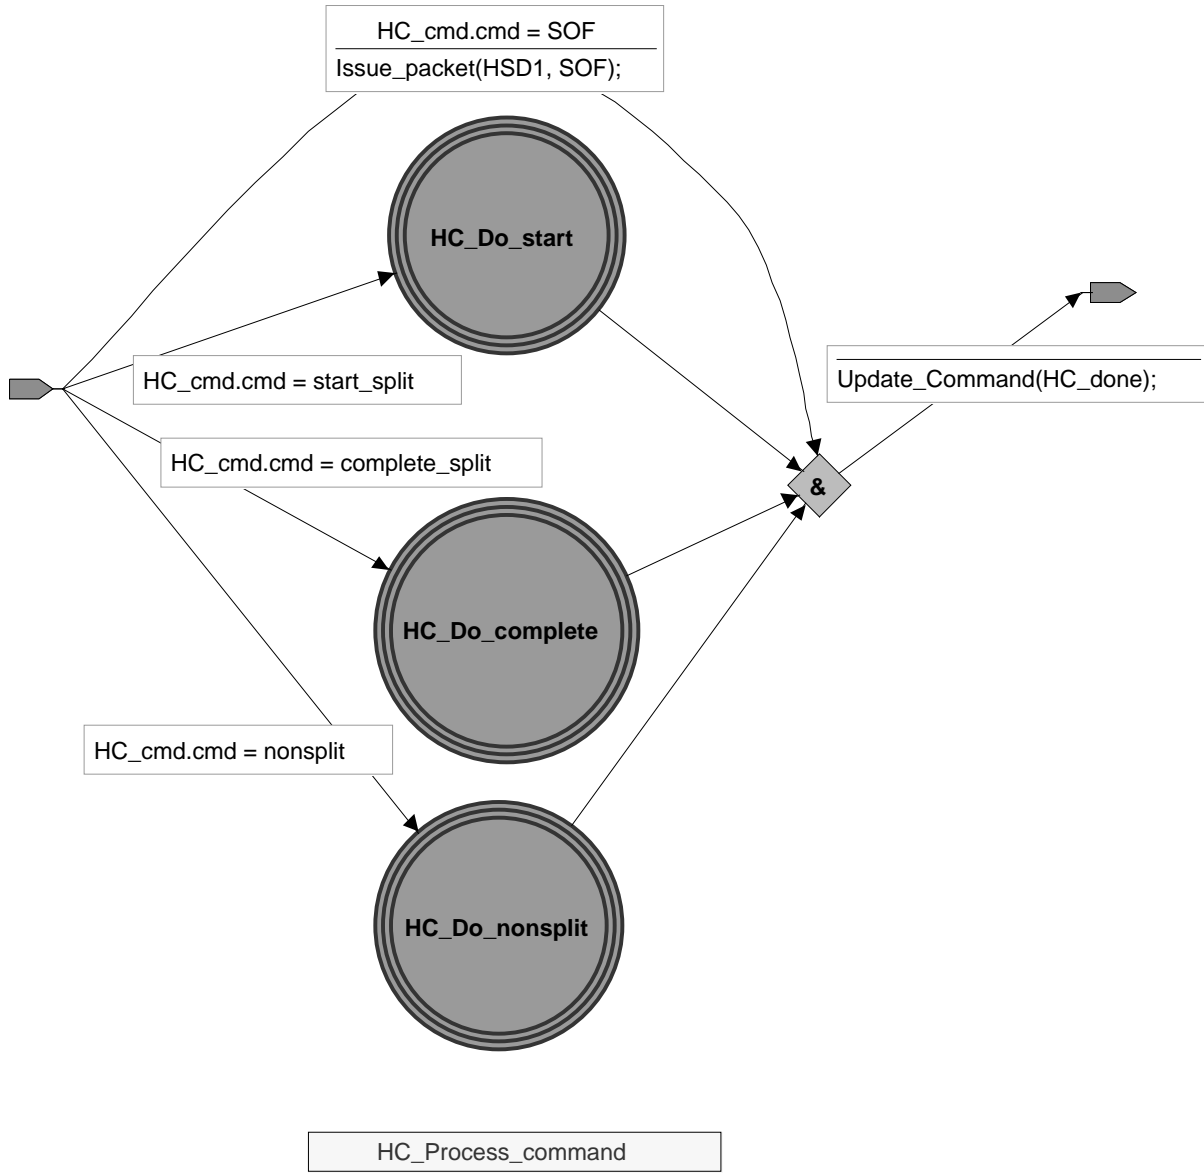 HC_cmd.cmd = SOF
Issue_packet(HSD1, SOF);
HC_Do_start
HC_cmd.cmd = start_split
Update_Command(HC_done);
HC_cmd.cmd = complete_split
&
HC_Do_complete
HC_cmd.cmd = nonsplit
HC_Do_nonsplit
HC_Process_command